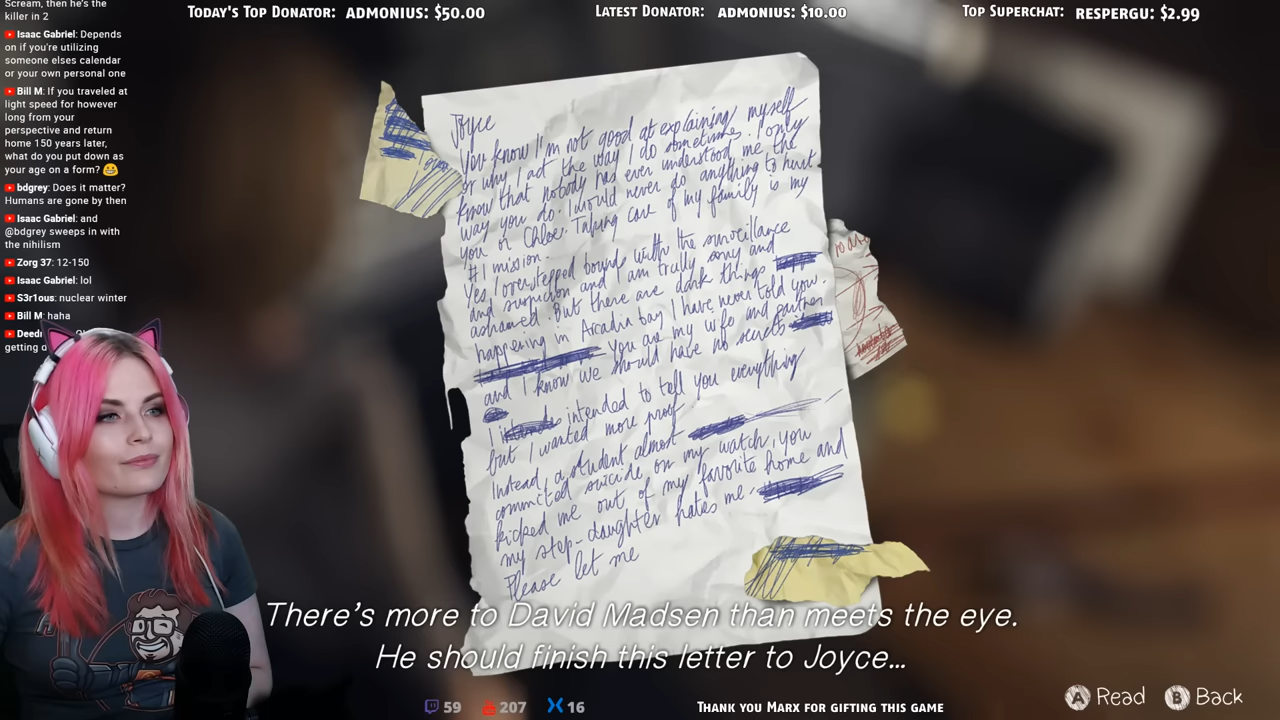 TODAY'S TOP DONATOR: ADMONIUS: $50.00
LATEST DONATOR: ADMONIUS: $10.00
TOP SUPERCHAT: RESPERGU: $2.99
Scream, then he's the
killer in 2
Isaac Gabriel: Depends
on if you're utilizing
someone elses calendar
or your own personal one
Bill M: If you traveled at
light speed for however
long from your
perspective and return
home 150 years later,
what do you put down as
your age on a form? 😅
bdgrey: Does it matter?
Humans are gone by then
Isaac Gabriel: and
@bdgrey sweeps in with
the nihilism
Zorg 37: 12-150
Isaac Gabriel: lol
S3r1ous: nuclear winter
Bill M: haha
getting
Joyce
You know I'm not good at explaining myself
or why I act the way I do sometime. I only
know that nobody had ever understood me the
way you do. I would never do anything to hurt
you or Chloe. Taking care of my family is my
#1 mission.
Yes I overstepped bounds with the surveillance
and suspicion and I am trully sorry and
ashamed. But there are dark things
happening in Arcadia bay I have never told you.
You are my wife and partner
and I know we should have no secrets
I intended to tell you everything
but I wanted more proof
Instead, a student almost
committed suicide on my watch, you
kicked me out of my favorite home and
my step-daughter hates me.
Please let me
There's more to David Madsen than meets the eye.
He should finish this letter to Joyce...
A Read B Back
59 207 16
THANK YOU MARX FOR GIFTING THIS GAME